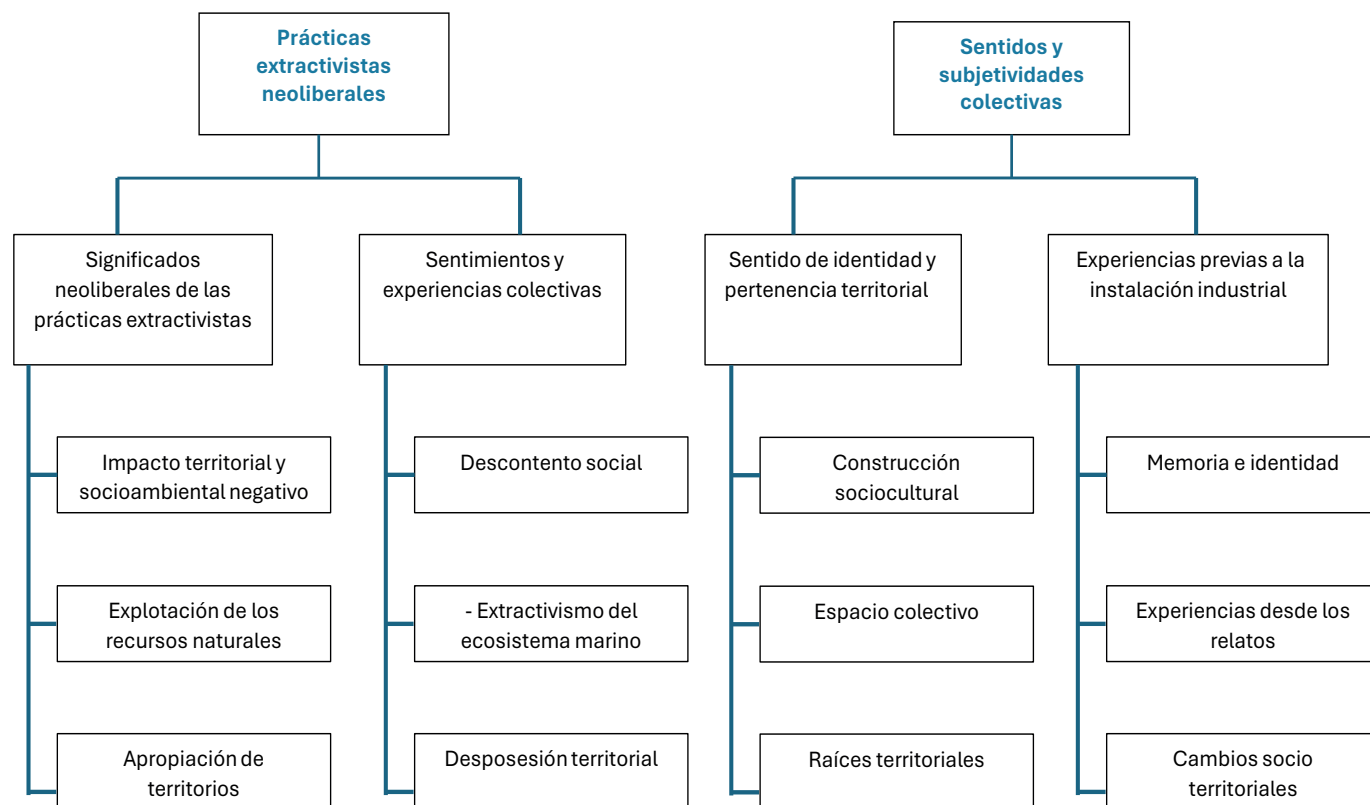 Prácticas
extractivistas
neoliberales
Sentidos y
subjetividades
colectivas
Significados
neoliberales de las
prácticas extractivistas
Sentimientos y
experiencias colectivas
Sentido de identidad y
pertenencia territorial
Experiencias previas a la
instalación industrial
Impacto territorial y
socioambiental negativo
Descontento social
Construcción
sociocultural
Memoria e identidad
Explotación de los
recursos naturales
- Extractivismo del
ecosistema marino
Espacio colectivo
Experiencias desde los
relatos
Apropiación de
territorios
Desposesión territorial
Raíces territoriales
Cambios socio
territoriales